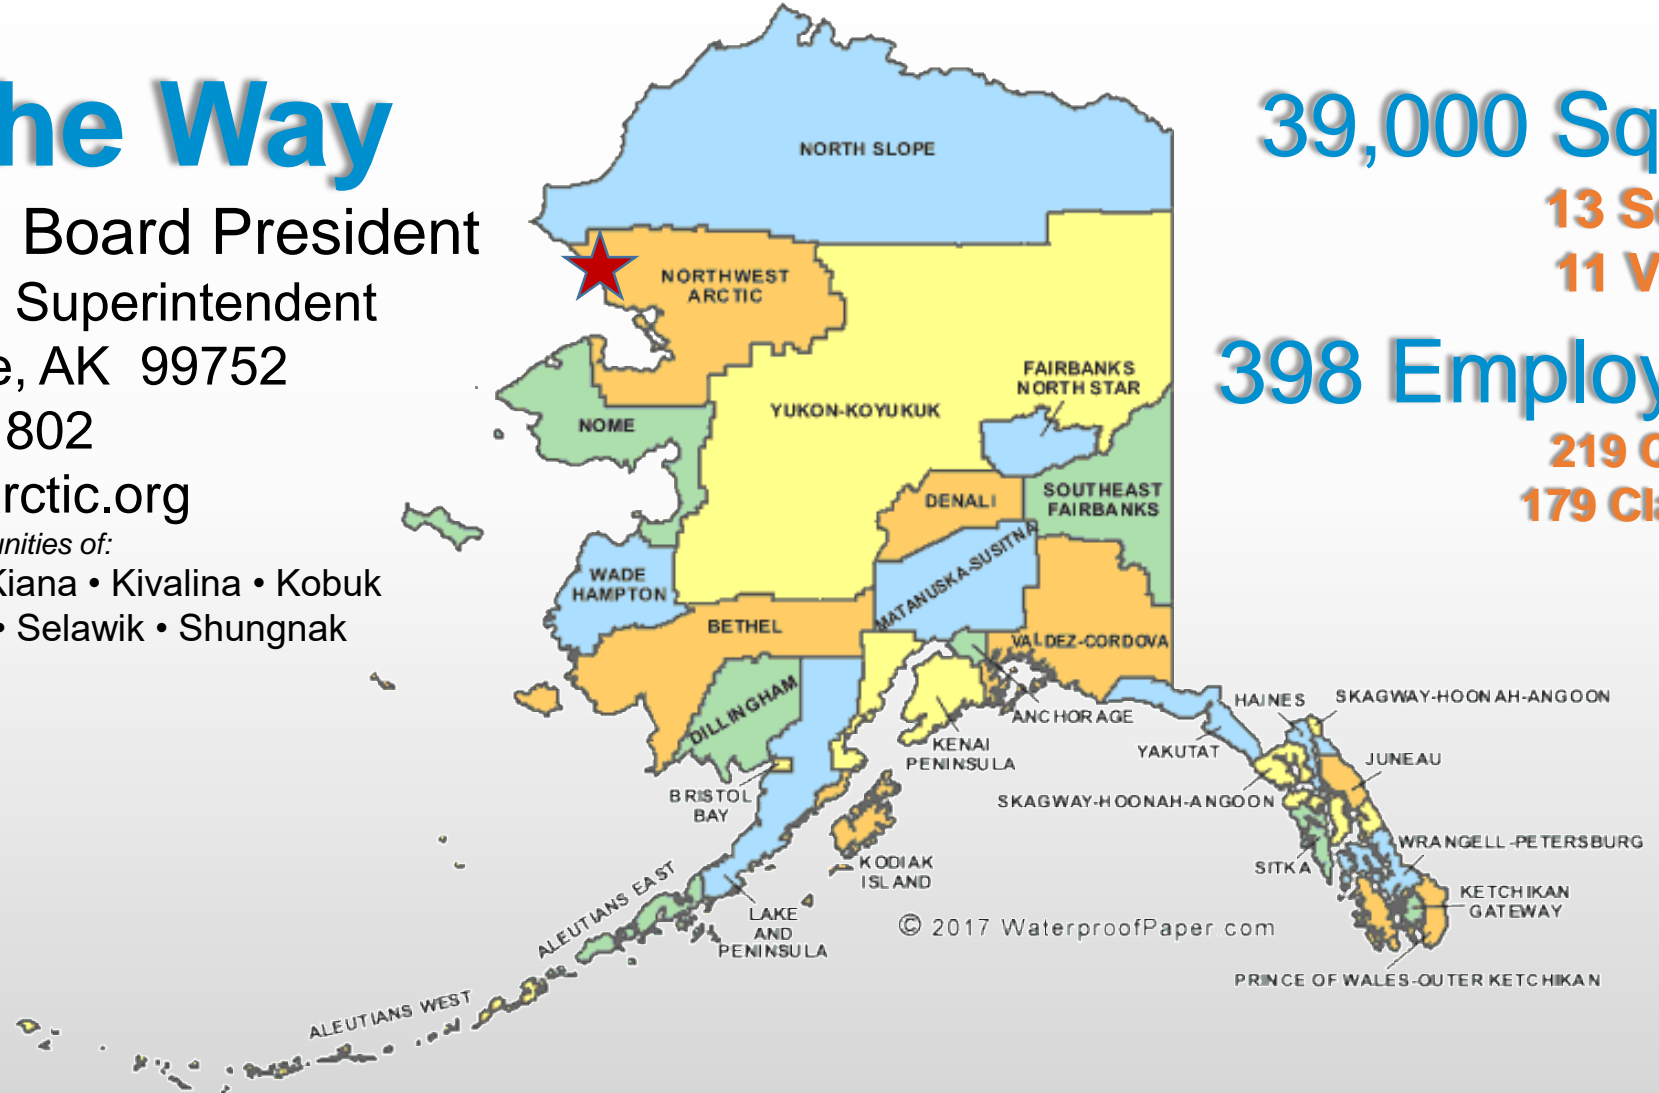 he Way
Board President
Superintendent
e, AK 99752
802
rctic.org
unities of:
Kiana • Kivalina • Kobuk
• Selawik • Shungnak
39,000 Sq
13 S
11 V
398 Employ
219 C
179 Cla
NORTH SLOPE
NORTHWEST
ARCTIC
FAIRBANKS
NORTH STAR
YUKON-KOYUKUK
NOME
DENALI
SOUTHEAST
FAIRBANKS
MATANUSKA-SUSITNA
WADE
HAMPTON
BETHEL
VALDEZ-CORDOVA
DILLINGHAM
ANCHORAGE
HAINES
SKAGWAY-HOONAH-ANGOON
KENAI
PENINSULA
YAKUTAT
JUNEAU
BRISTOL
BAY
SKAGWAY-HOONAH-ANGOON
WRANGELL-PETERSBURG
KODIAK
ISLAND
SITKA
KETCHIKAN
GATEWAY
ALEUTIANS EAST
LAKE
AND
PENINSULA
© 2017 WaterproofPaper.com
PRINCE OF WALES-OUTER KETCHIKAN
ALEUTIANS WEST